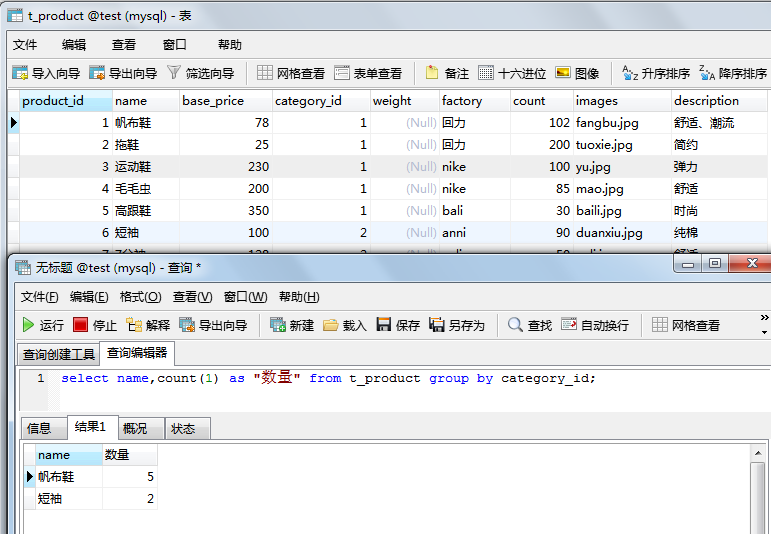 t_product @test (mysql) - 表
文件 编辑 查看 窗口 帮助
导入向导 导出向导 筛选向导 网格查看 表单查看 备注 十六进位 图像 升序排序 降序排序
product_id name base_price category_id weight factory count images description
1 帆布鞋 78 1 (Null) 回力 102 fangbu.jpg 舒适、潮流
2 拖鞋 25 1 (Null) 回力 200 tuoxie.jpg 简约
3 运动鞋 230 1 (Null) nike 100 yu.jpg 弹力
4 毛毛虫 200 1 (Null) nike 85 mao.jpg 舒适
5 高跟鞋 350 1 (Null) bali 30 baili.jpg 时尚
6 短袖 100 2 (Null) anni 90 duanxiu.jpg 纯棉
无标题 @test (mysql) - 查询 *
文件(F) 编辑(E) 格式(O) 查看(V) 窗口(W) 帮助(H)
运行 停止 解释 导出向导 新建 载入 保存 另存为 查找 自动换行 网格查看
查询创建工具 查询编辑器
1 select name,count(1) as "数量" from t_product group by category_id;
信息 结果1 概况 状态
name 数量
帆布鞋 5
短袖 2